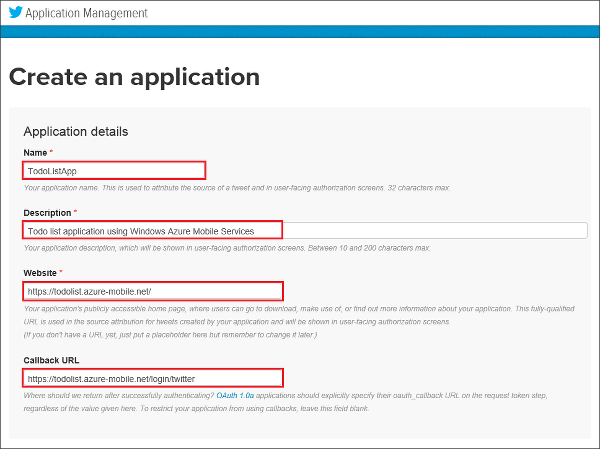 Application Management
Create an application
Application details
Name *
TodoListApp
Your application name. This is used to attribute the source of a tweet and in user-facing authorization screens. 32 characters max.
Description *
Todo list application using Windows Azure Mobile Services
Your application description, which will be shown in user-facing authorization screens. Between 10 and 200 characters max.
Website *
https://todolist.azure-mobile.net/
Your application's publicly accessible home page, where users can go to download, make use of, or find out more information about your application. This fully-qualified
URL is used in the source attribution for tweets created by your application and will be shown in user-facing authorization screens.
(If you don't have a URL yet, just put a placeholder here but remember to change it later.)
Callback URL
https://todolist.azure-mobile.net/login/twitter
Where should we return after successfully authenticating? OAuth 1.0a applications should explicitly specify their oauth_callback URL on the request token step,
regardless of the value given here. To restrict your application from using callbacks, leave this field blank.